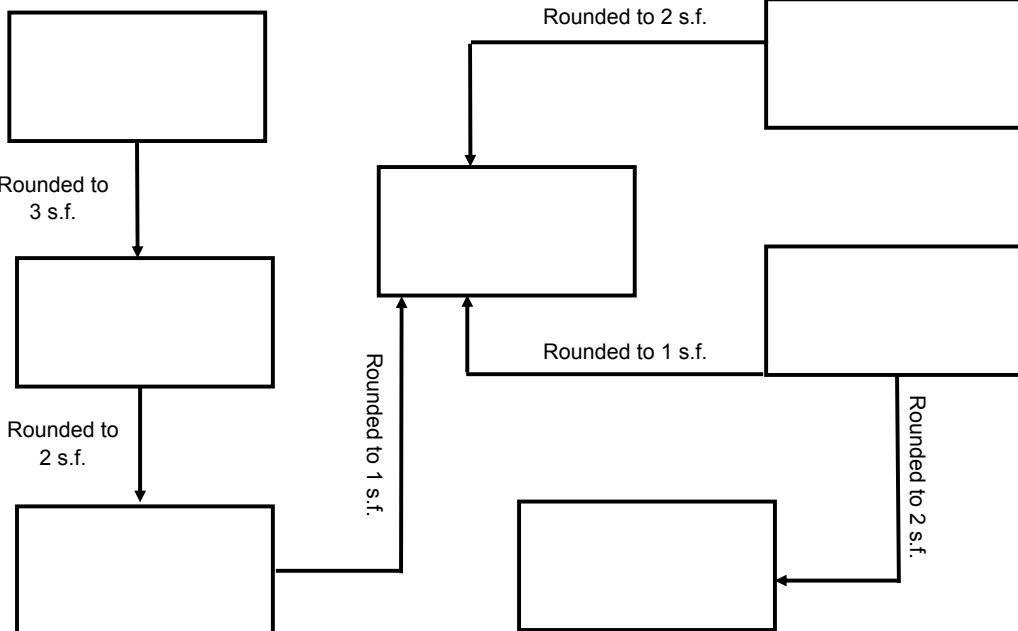 Rounded to 2 s.f.
Rounded to
3 s.f.
Rounded to 1 s.f.
Rounded to 1 s.f.
Rounded to 2 s.f.
Rounded to
2 s.f.